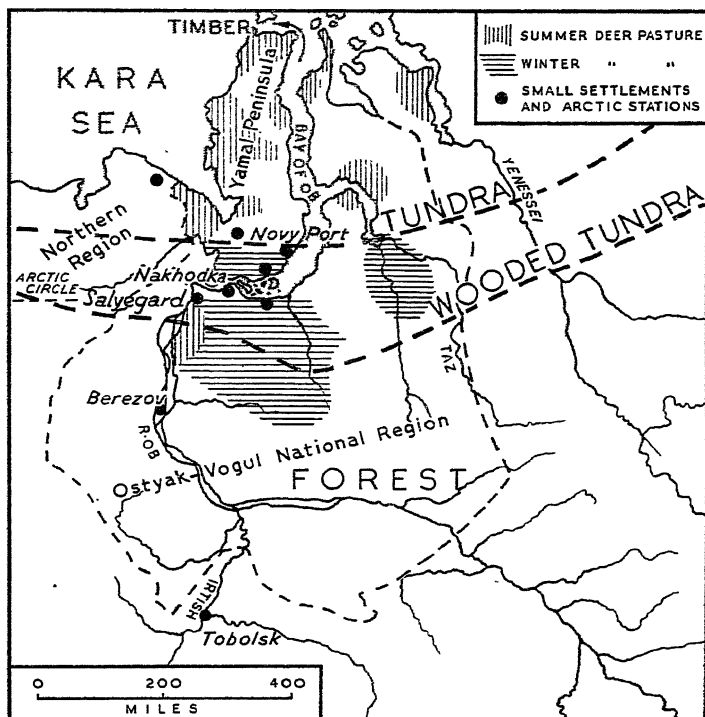 TIMBER
SUMMER DEER PASTURE
WINTER " "
SMALL SETTLEMENTS
AND ARCTIC STATIONS
KARA
SEA
Yamal-Peninsula
BAY OF OB
YENESSEI
TUNDRA
WOODED TUNDRA
Northern
Region
Novy Port
ARCTIC
CIRCLE
Nakhodka
Salyegard
TAZ
Berezov
R·OB
Ostyak-Vogul National Region
FOREST
IRTISH
Tobolsk
0 200 400
MILES